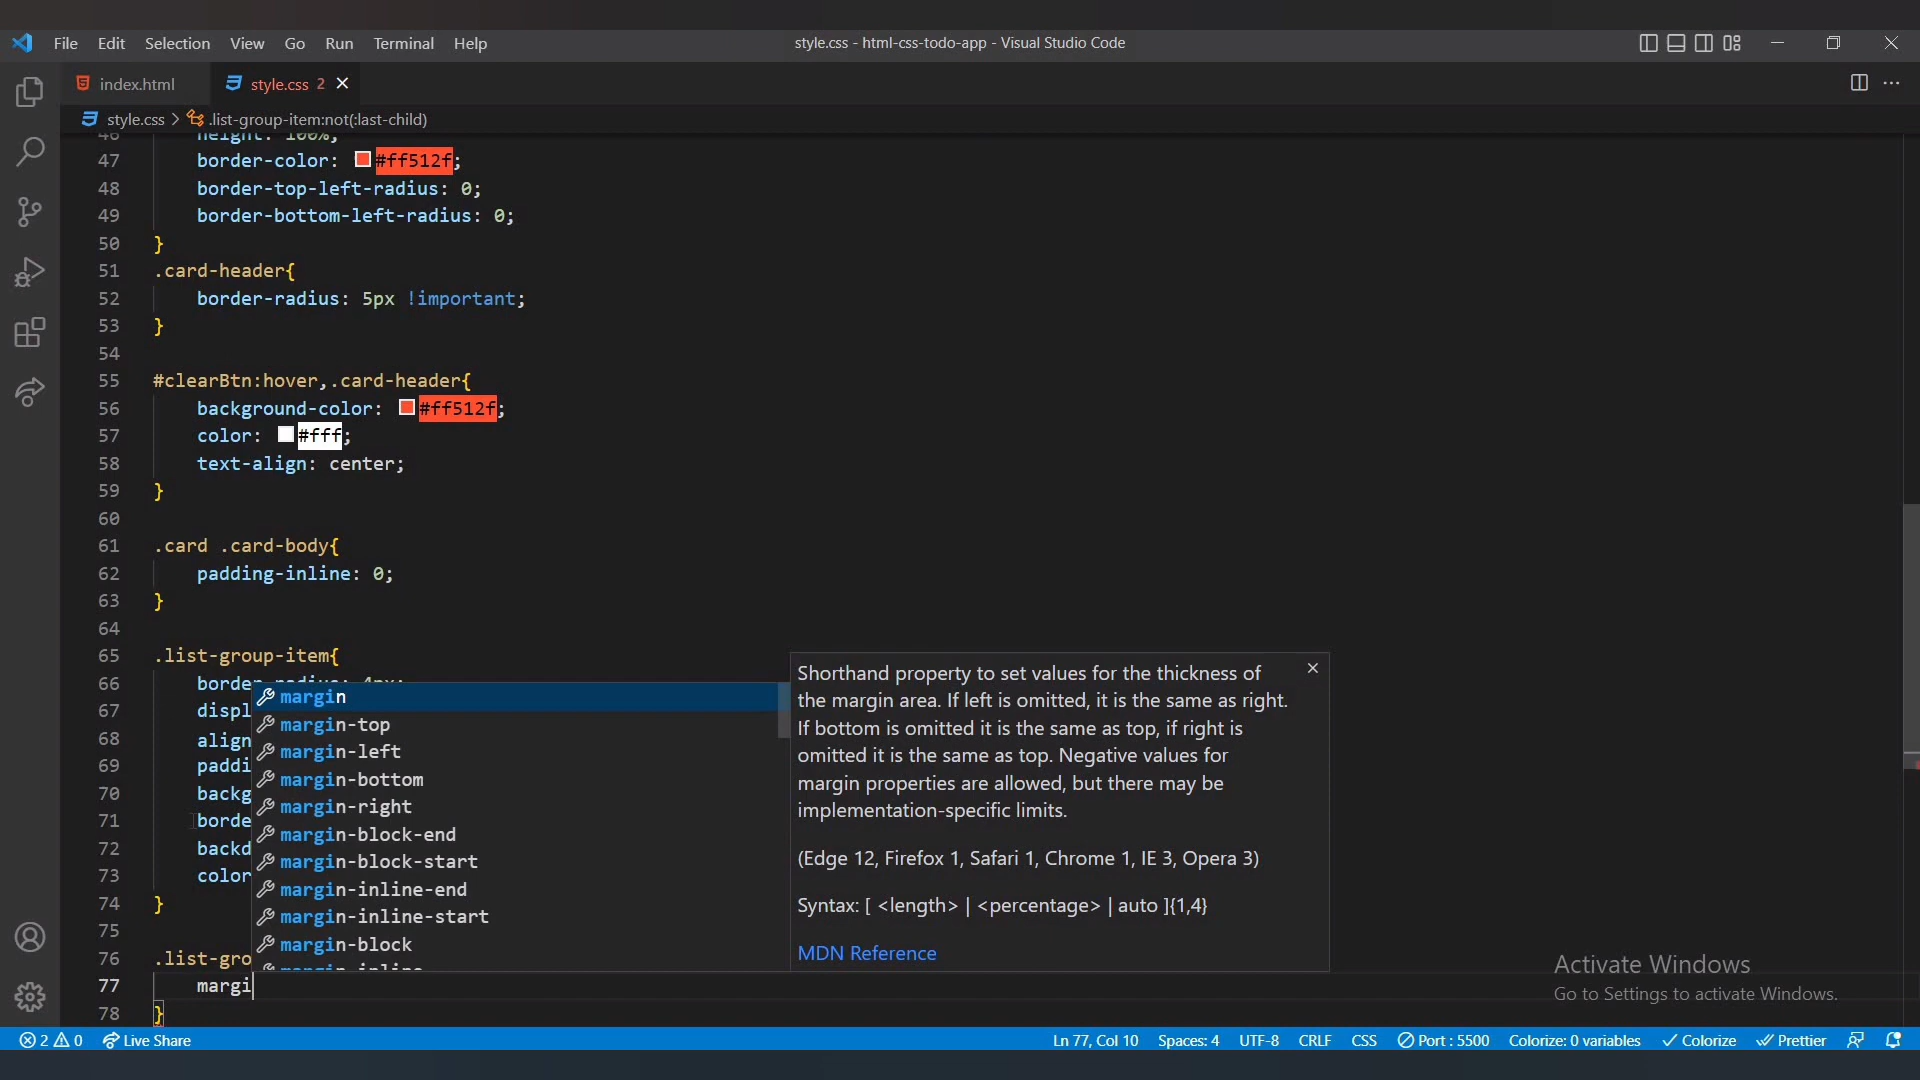 File Edit Selection View Go Run Terminal Help
style.css - html-css-todo-app - Visual Studio Code
index.html
style.css 2
style.css > .list-group-item:not(:last-child)
46 height: 100%;
47 border-color: #ff512f;
48 border-top-left-radius: 0;
49 border-bottom-left-radius: 0;
50 }
51 .card-header{
52 border-radius: 5px !important;
53 }
54
55 #clearBtn:hover,.card-header{
56 background-color: #ff512f;
57 color: #fff;
58 text-align: center;
59 }
60
61 .card .card-body{
62 padding-inline: 0;
63 }
64
65 .list-group-item{
66 border-radius: 4px;
67 displ
68 align
69 paddi
70 backg
71 borde
72 backd
73 color
74 }
75
76 .list-gro
77 margi
78 }
margin
margin-top
margin-left
margin-bottom
margin-right
margin-block-end
margin-block-start
margin-inline-end
margin-inline-start
margin-block
margin-inline
Shorthand property to set values for the thickness of
the margin area. If left is omitted, it is the same as right.
If bottom is omitted it is the same as top, if right is
omitted it is the same as top. Negative values for
margin properties are allowed, but there may be
implementation-specific limits.
(Edge 12, Firefox 1, Safari 1, Chrome 1, IE 3, Opera 3)
Syntax: [ <length> | <percentage> | auto ]{1,4}
MDN Reference
Activate Windows
Go to Settings to activate Windows.
2 0 Live Share
Ln 77, Col 10 Spaces: 4 UTF-8 CRLF CSS Port : 5500 Colorize: 0 variables Colorize Prettier